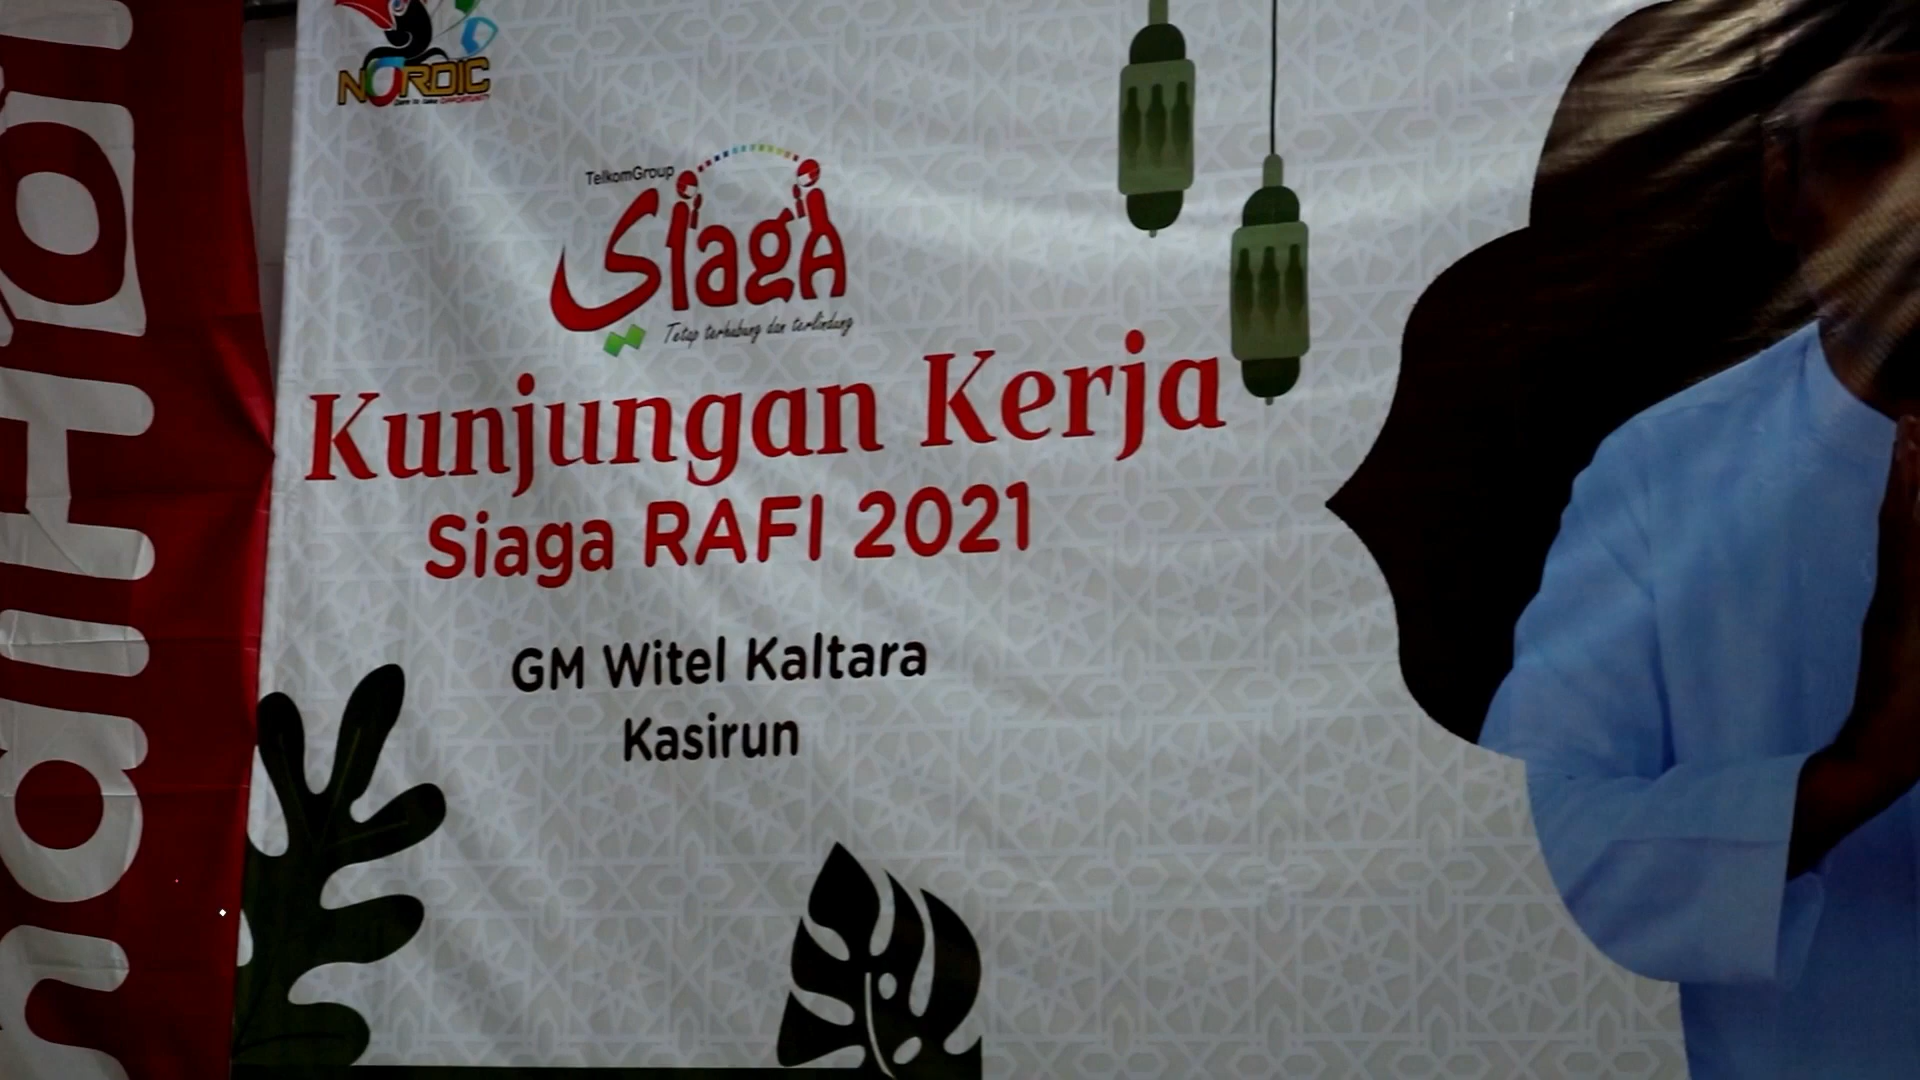 NORDIC
TelkomGroup
Siaga
Tetap terhubung dan terlindung
Kunjungan Kerja
Siaga RAFI 2021
GM Witel Kaltara
Kasirun